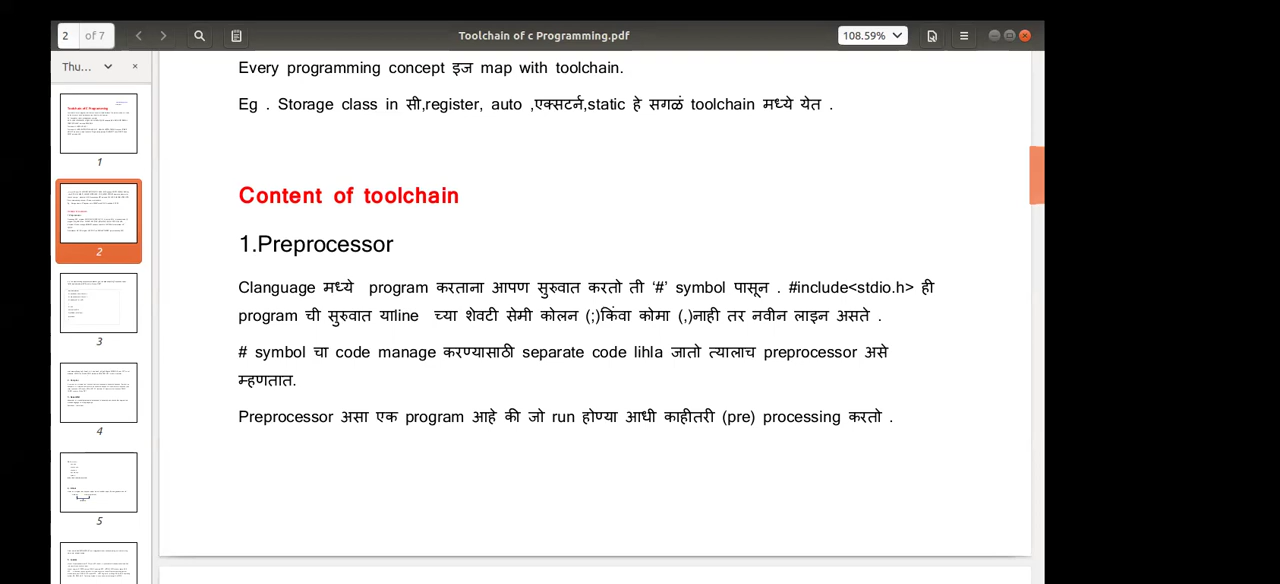 2 of 7
Toolchain of c Programming.pdf
108.59%
Thu...
1
2
3
4
5
Every programming concept इज map with toolchain.
Eg . Storage class in सी,register, auto ,एक्सटर्न,static हे सगळं toolchain मध्ये येत .
Content of toolchain
1.Preprocessor
Clanguage मध्ये program करताना आपण सुरुवात करतो ती ‘#’ symbol पासून . #include<stdio.h> ही
program ची सुरुवात याline च्या शेवटी सेमी कोलन (;)किंवा कोमा (,)नाही तर नवीन लाइन असते .
# symbol चा code manage करण्यासाठी separate code lihla जातो त्यालाच preprocessor असे
म्हणतात.
Preprocessor असा एक program आहे की जो run होण्या आधी काहीतरी (pre) processing करतो .